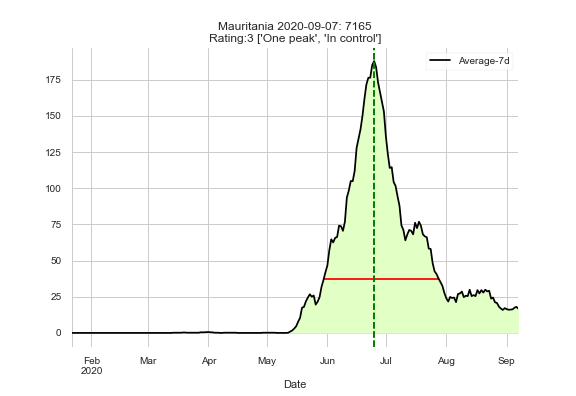 Mauritania 2020-09-07: 7165
Rating:3 ['One peak', 'In control']
Average-7d
175
150
125
100
75
50
25
0
Feb Mar Apr May Jun Jul Aug Sep
2020
Date